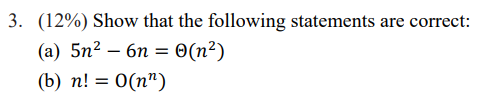 3. (12%) Show that the following statements are correct:
(a) 5n² − 6n = Θ(n²)
(b) n! = O(nⁿ)